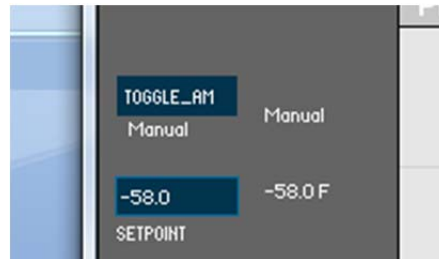 TOGGLE_AM
Manual
Manual
-58.0
-58.0 F
SETPOINT